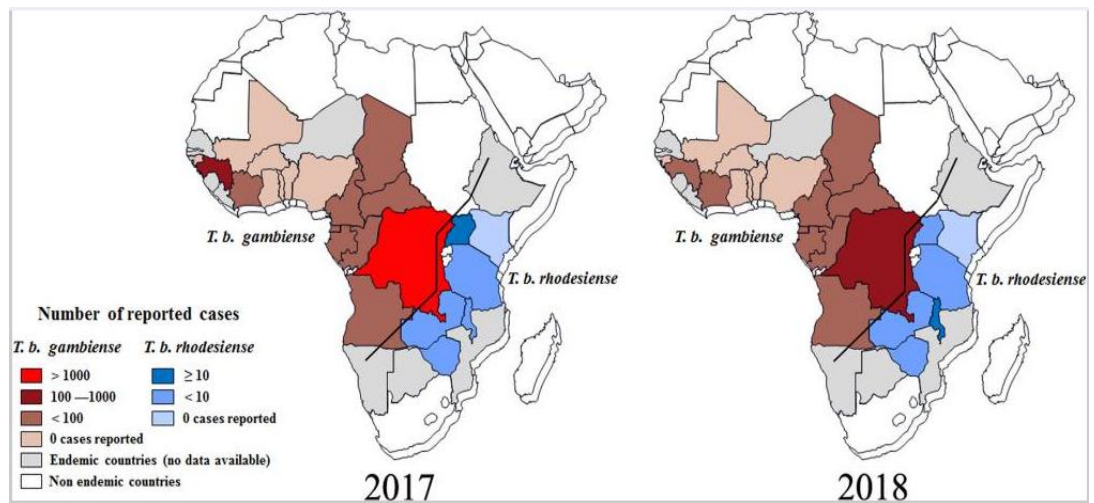 T. b. gambiense
T. b. rhodesiense
Number of reported cases
T. b. gambiense T. b. rhodesiense
> 1000 ≥ 10
100 —1000 < 10
< 100 0 cases reported
0 cases reported
Endemic countries (no data available)
Non endemic countries
2017
T. b. gambiense
T. b. rhodesiense
2018